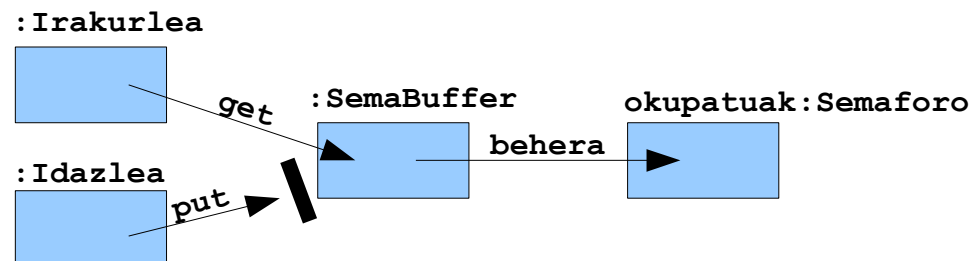 :Irakurlea
get
:SemaBuffer
okupatuak:Semaforo
behera
:Idazlea
put